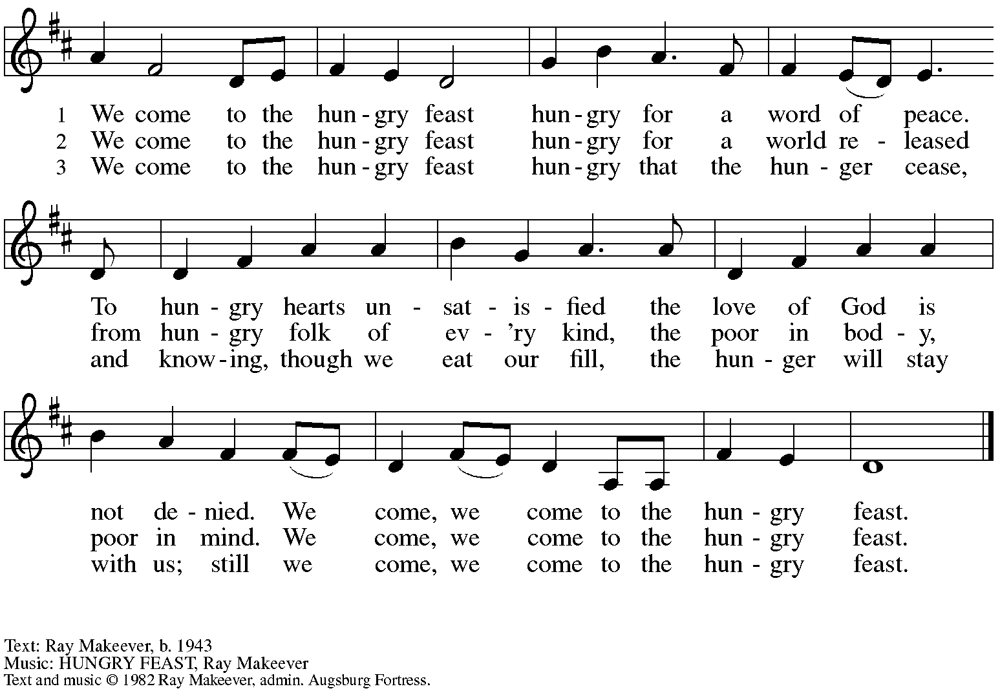 1 We come to the hun - gry feast hun - gry for a word of peace.
2 We come to the hun - gry feast hun - gry for a world re - leased
3 We come to the hun - gry feast hun - gry that the hun - ger cease,
To hun - gry hearts un - sat - is - fied the love of God is
from hun - gry folk of ev - 'ry kind, the poor in bod - y,
and know - ing, though we eat our fill, the hun - ger will stay
not de - nied. We come, we come to the hun - gry feast.
poor in mind. We come, we come to the hun - gry feast.
with us; still we come, we come to the hun - gry feast.
Text: Ray Makeever, b. 1943
Music: HUNGRY FEAST, Ray Makeever
Text and music © 1982 Ray Makeever, admin. Augsburg Fortress.